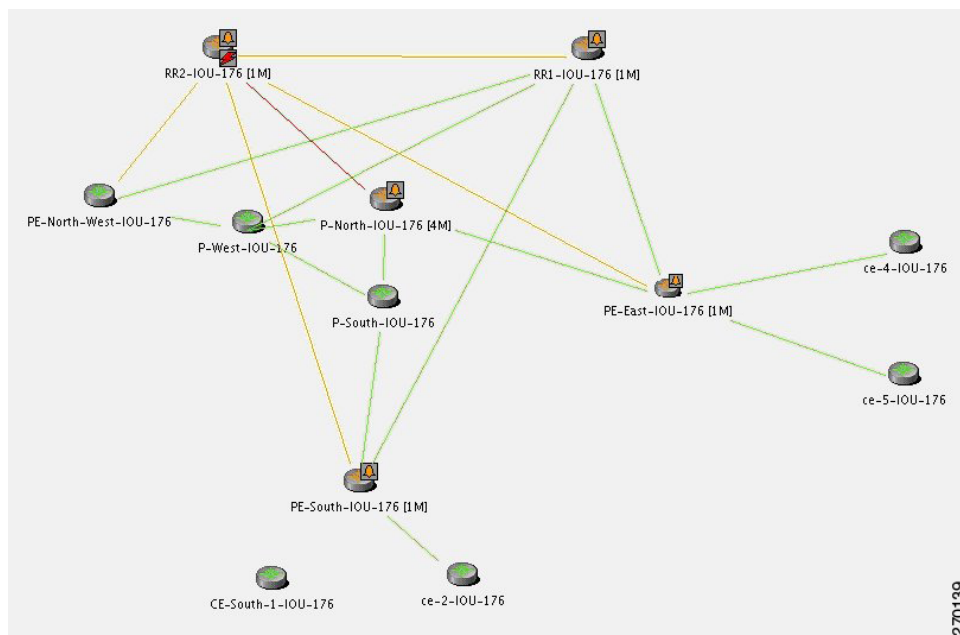 RR2-IOU-176 [1M]
RR1-IOU-176 [1M]
PE-North-West-IOU-176
P-West-IOU-176
P-North-IOU-176 [4M]
ce-4-IOU-176
P-South-IOU-176
PE-East-IOU-176 [1M]
ce-5-IOU-176
PE-South-IOU-176 [1M]
CE-South-1-IOU-176
ce-2-IOU-176
270139